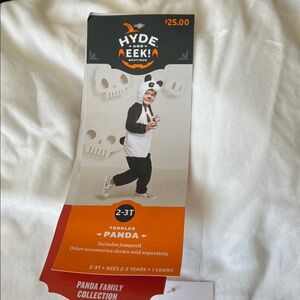 $25.00
HYDE
AND
EEK!
BOUTIQUE
2-3T
TODDLER
PANDA
Includes jumpsuit
Other accessories shown sold separately
2-3T • AGES 2-3 YEARS • 1 COUNT
PANDA FAMILY
COLLECTION